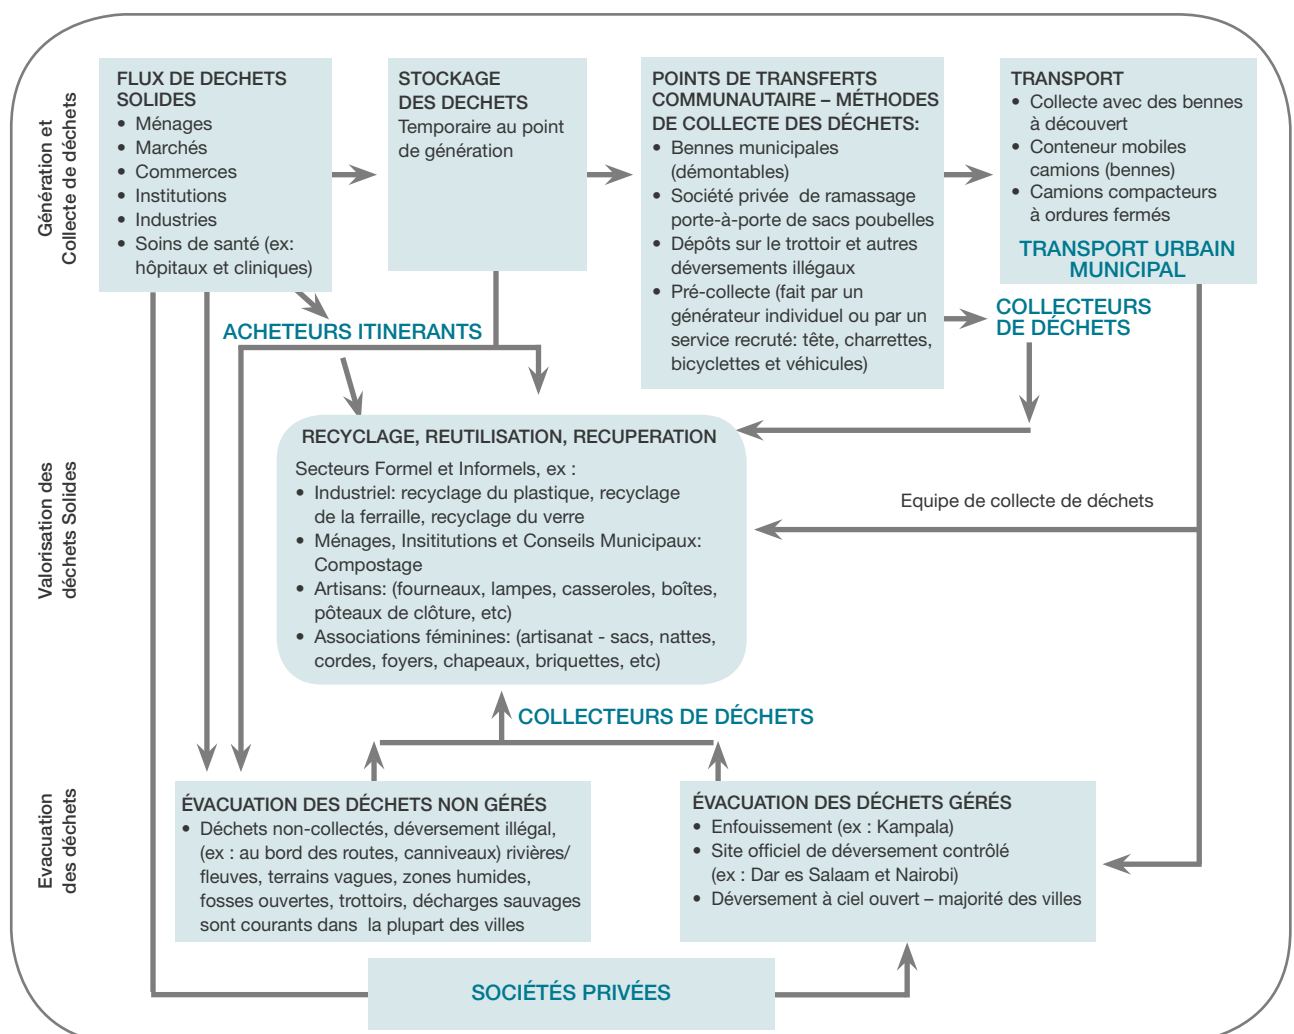 Génération et
Collecte de déchets
FLUX DE DECHETS
SOLIDES
• Ménages
• Marchés
• Commerces
• Institutions
• Industries
• Soins de santé (ex:
hôpitaux et cliniques)
STOCKAGE
DES DECHETS
Temporaire au point
de génération
POINTS DE TRANSFERTS
COMMUNAUTAIRE – MÉTHODES
DE COLLECTE DES DÉCHETS:
• Bennes municipales
(démontables)
• Société privée de ramassage
porte-à-porte de sacs poubelles
• Dépôts sur le trottoir et autres
déversements illégaux
• Pré-collecte (fait par un
générateur individuel ou par un
service recruté: tête, charrettes,
bicyclettes et véhicules)
TRANSPORT
• Collecte avec des bennes
à découvert
• Conteneur mobiles
camions (bennes)
• Camions compacteurs
à ordures fermés
TRANSPORT URBAIN
MUNICIPAL
ACHETEURS ITINERANTS
COLLECTEURS
DE DÉCHETS
Valorisation des
déchets Solides
RECYCLAGE, REUTILISATION, RECUPERATION
Secteurs Formel et Informels, ex :
• Industriel: recyclage du plastique, recyclage
de la ferraille, recyclage du verre
• Ménages, Insititutions et Conseils Municipaux:
Compostage
• Artisans: (fourneaux, lampes, casseroles, boîtes,
pôteaux de clôture, etc)
• Associations féminines: (artisanat - sacs, nattes,
cordes, foyers, chapeaux, briquettes, etc)
Equipe de collecte de déchets
COLLECTEURS DE DÉCHETS
Evacuation
des déchets
ÉVACUATION DES DÉCHETS NON GÉRÉS
• Déchets non-collectés, déversement illégal,
(ex : au bord des routes, canniveaux) rivières/
fleuves, terrains vagues, zones humides,
fosses ouvertes, trottoirs, décharges sauvages
sont courants dans la plupart des villes
ÉVACUATION DES DÉCHETS GÉRÉS
• Enfouissement (ex : Kampala)
• Site officiel de déversement contrôlé
(ex : Dar es Salaam et Nairobi)
• Déversement à ciel ouvert – majorité des villes
SOCIÉTÉS PRIVÉES